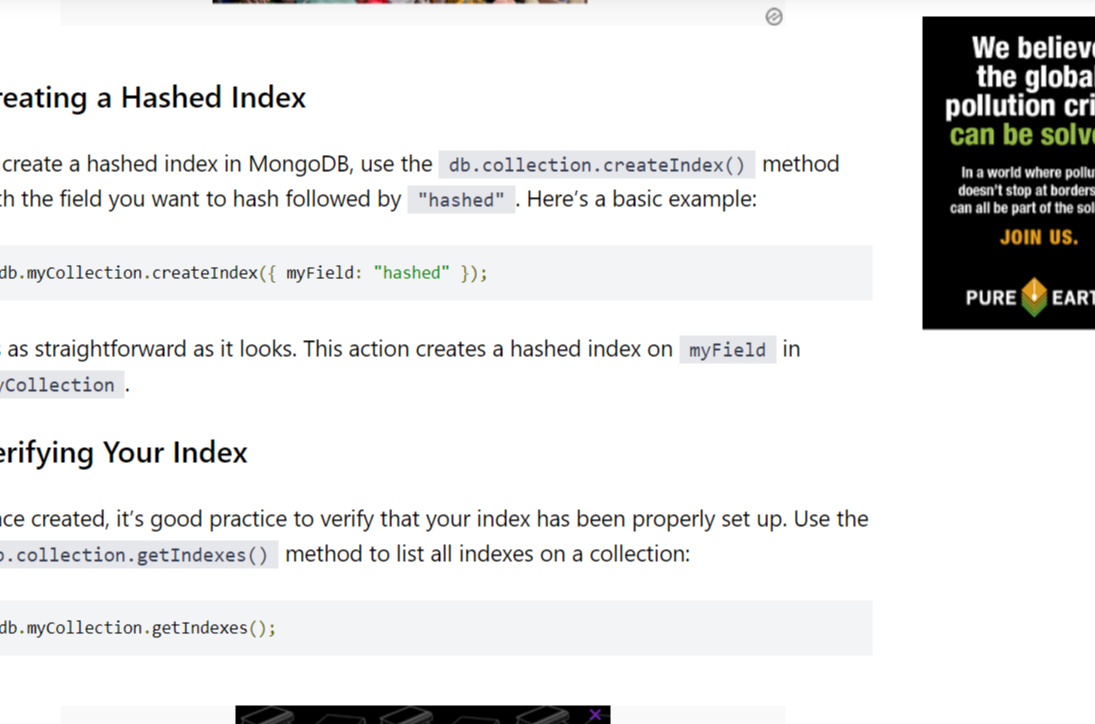 reating a Hashed Index
create a hashed index in MongoDB, use the db.collection.createIndex() method
th the field you want to hash followed by "hashed" . Here’s a basic example:
db.myCollection.createIndex({ myField: "hashed" });
as straightforward as it looks. This action creates a hashed index on myField in
yCollection .
erifying Your Index
nce created, it’s good practice to verify that your index has been properly set up. Use the
b.collection.getIndexes() method to list all indexes on a collection:
db.myCollection.getIndexes();
We believe
the global
pollution cri
can be solve
In a world where pollu
doesn’t stop at borders
can all be part of the sol
JOIN US.
PURE EART